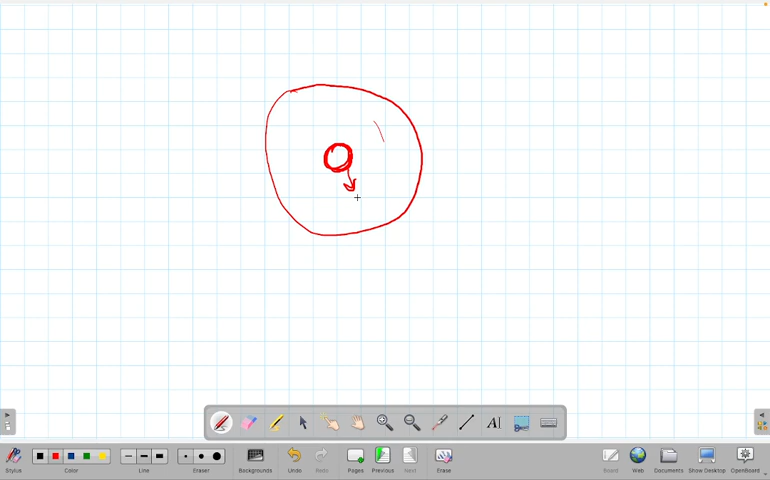 A
Stylus
Color
Line
Eraser
Backgrounds
Undo
Redo
Pages
Previous
Next
Erase
Board
Web
Documents
Show Desktop
OpenBoard